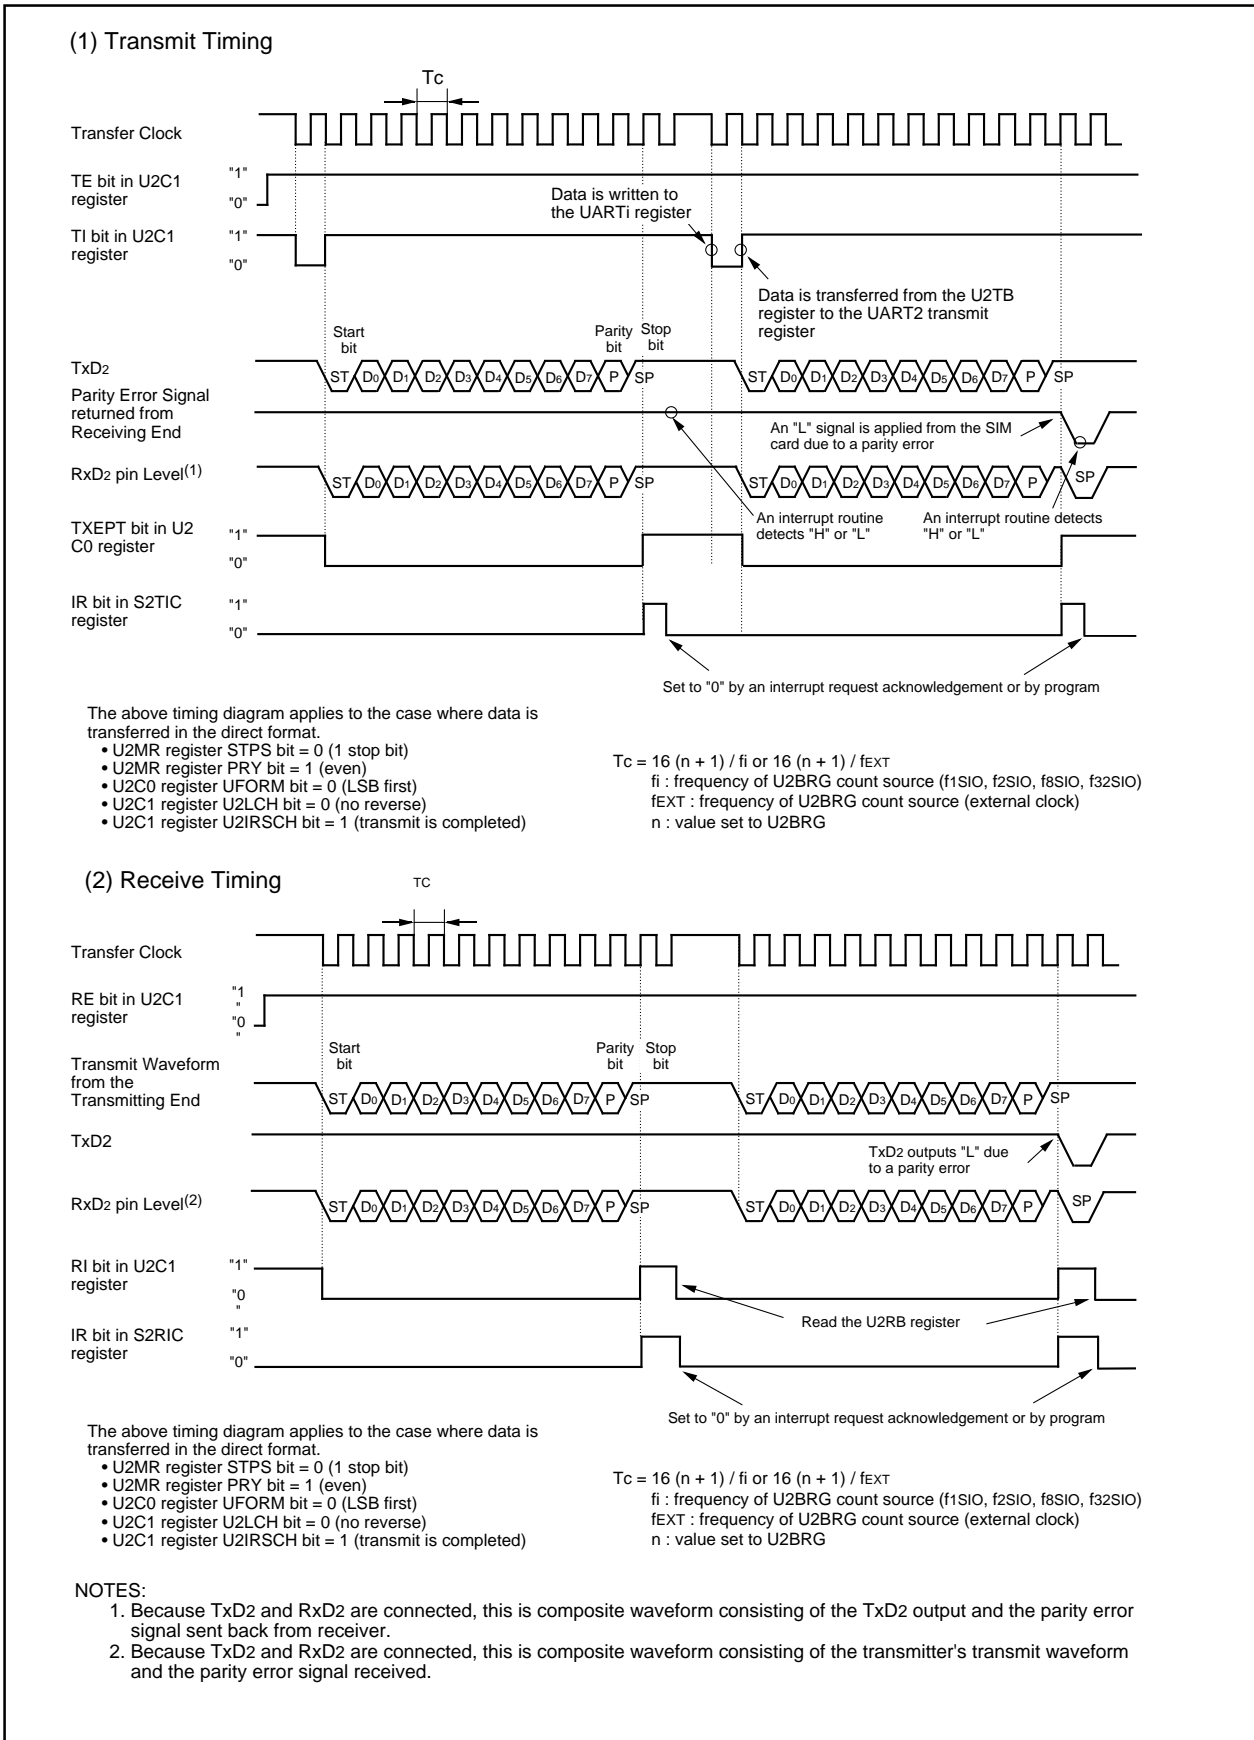 (1) Transmit Timing
Tc
Transfer Clock
TE bit in U2C1
register
"1"
"0"
Data is written to
the UARTi register
TI bit in U2C1
register
"1"
"0"
Data is transferred from the U2TB
register to the UART2 transmit
register
Start
bit
Parity
bit
Stop
bit
TxD2
ST D0 D1 D2 D3 D4 D5 D6 D7 P SP
ST D0 D1 D2 D3 D4 D5 D6 D7 P SP
Parity Error Signal
returned from
Receiving End
An "L" signal is applied from the SIM
card due to a parity error
RxD2 pin Level(1)
ST D0 D1 D2 D3 D4 D5 D6 D7 P SP
ST D0 D1 D2 D3 D4 D5 D6 D7 P SP
An interrupt routine
detects "H" or "L"
An interrupt routine detects
"H" or "L"
TXEPT bit in U2
C0 register
"1"
"0"
IR bit in S2TIC
register
"1"
"0"
Set to "0" by an interrupt request acknowledgement or by program
The above timing diagram applies to the case where data is
transferred in the direct format.
• U2MR register STPS bit = 0 (1 stop bit)
• U2MR register PRY bit = 1 (even)
• U2C0 register UFORM bit = 0 (LSB first)
• U2C1 register U2LCH bit = 0 (no reverse)
• U2C1 register U2IRSCH bit = 1 (transmit is completed)
Tc = 16 (n + 1) / fi or 16 (n + 1) / fEXT
fi : frequency of U2BRG count source (f1SIO, f2SIO, f8SIO, f32SIO)
fEXT : frequency of U2BRG count source (external clock)
n : value set to U2BRG
(2) Receive Timing
TC
Transfer Clock
RE bit in U2C1
register
"1
"
"0
"
Start
bit
Parity
bit
Stop
bit
Transmit Waveform
from the
Transmitting End
ST D0 D1 D2 D3 D4 D5 D6 D7 P SP
ST D0 D1 D2 D3 D4 D5 D6 D7 P SP
TxD2
TxD2 outputs "L" due
to a parity error
RxD2 pin Level(2)
ST D0 D1 D2 D3 D4 D5 D6 D7 P SP
ST D0 D1 D2 D3 D4 D5 D6 D7 P SP
RI bit in U2C1
register
"1"
"0
"
Read the U2RB register
IR bit in S2RIC
register
"1"
"0"
Set to "0" by an interrupt request acknowledgement or by program
The above timing diagram applies to the case where data is
transferred in the direct format.
• U2MR register STPS bit = 0 (1 stop bit)
• U2MR register PRY bit = 1 (even)
• U2C0 register UFORM bit = 0 (LSB first)
• U2C1 register U2LCH bit = 0 (no reverse)
• U2C1 register U2IRSCH bit = 1 (transmit is completed)
Tc = 16 (n + 1) / fi or 16 (n + 1) / fEXT
fi : frequency of U2BRG count source (f1SIO, f2SIO, f8SIO, f32SIO)
fEXT : frequency of U2BRG count source (external clock)
n : value set to U2BRG
NOTES:
1. Because TxD2 and RxD2 are connected, this is composite waveform consisting of the TxD2 output and the parity error
signal sent back from receiver.
2. Because TxD2 and RxD2 are connected, this is composite waveform consisting of the transmitter's transmit waveform
and the parity error signal received.